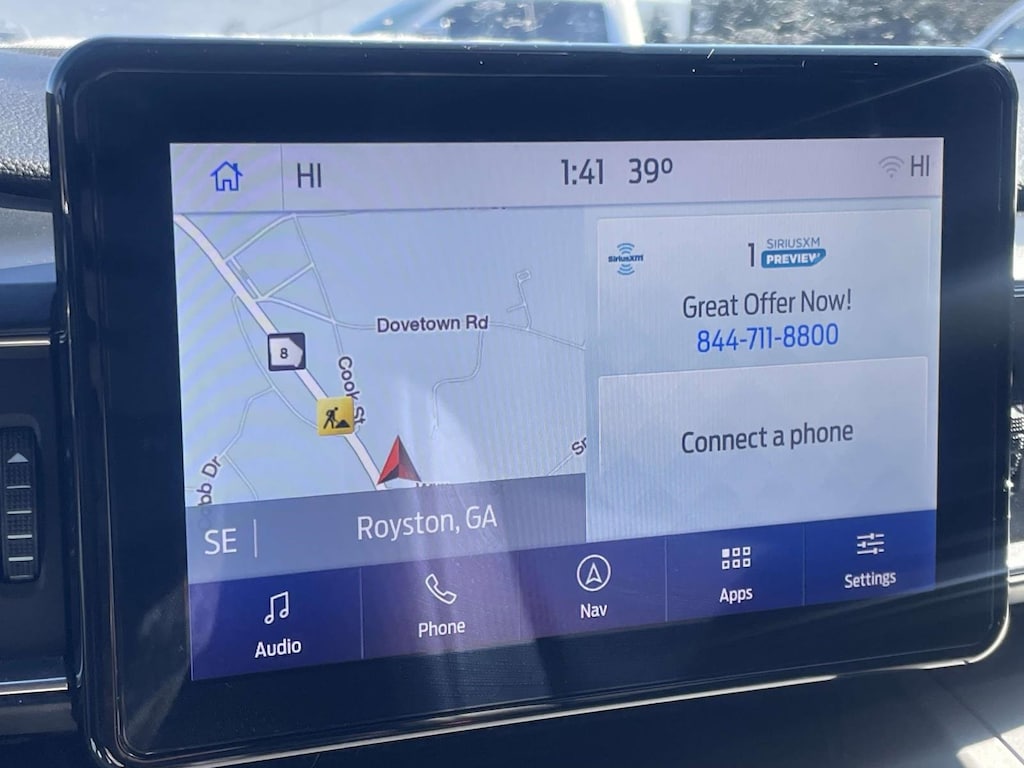 HI 1:41 39° HI
SIRIUSXM
SiriusXM 1 PREVIEW
Great Offer Now!
844-711-8800
Dovetown Rd
8
Cook St
Connect a phone
Dr
SE Royston, GA
Audio Phone Nav Apps Settings